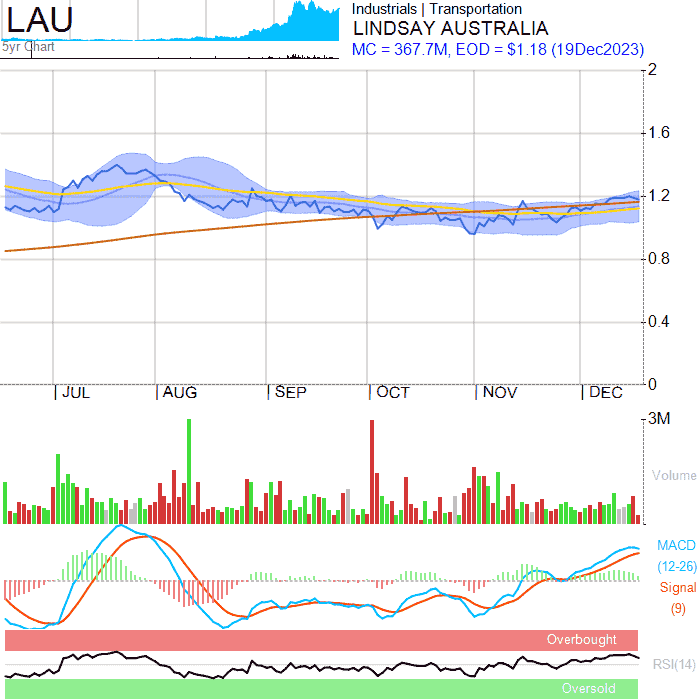 LAU
5yr Chart
Industrials | Transportation
LINDSAY AUSTRALIA
MC = 367.7M, EOD = $1.18 (19Dec2023)
2
1.6
1.2
0.8
0.4
0
JUL AUG SEP OCT NOV DEC
3M
Volume
MACD
(12-26)
Signal
(9)
Overbought
RSI(14)
Oversold